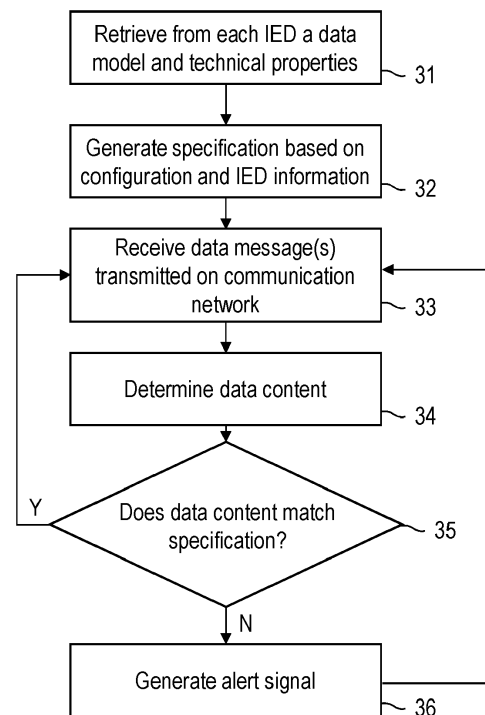 Retrieve from each IED a data
model and technical properties
31
Generate specification based on
configuration and IED information
32
Receive data message(s)
transmitted on communication
network
33
Determine data content
34
Y
Does data content match
specification?
35
N
Generate alert signal
36